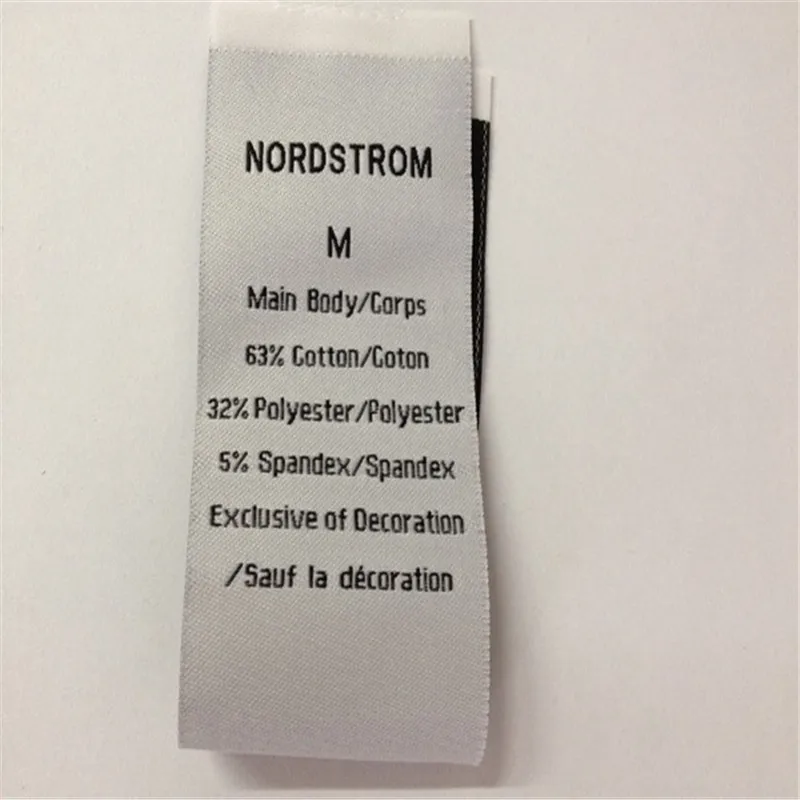 NORDSTROM
M
Main Body/Corps
63% Cotton/Coton
32% Polyester/Polyester
5% Spandex/Spandex
Exclusive of Decoration
/Sauf la décoration